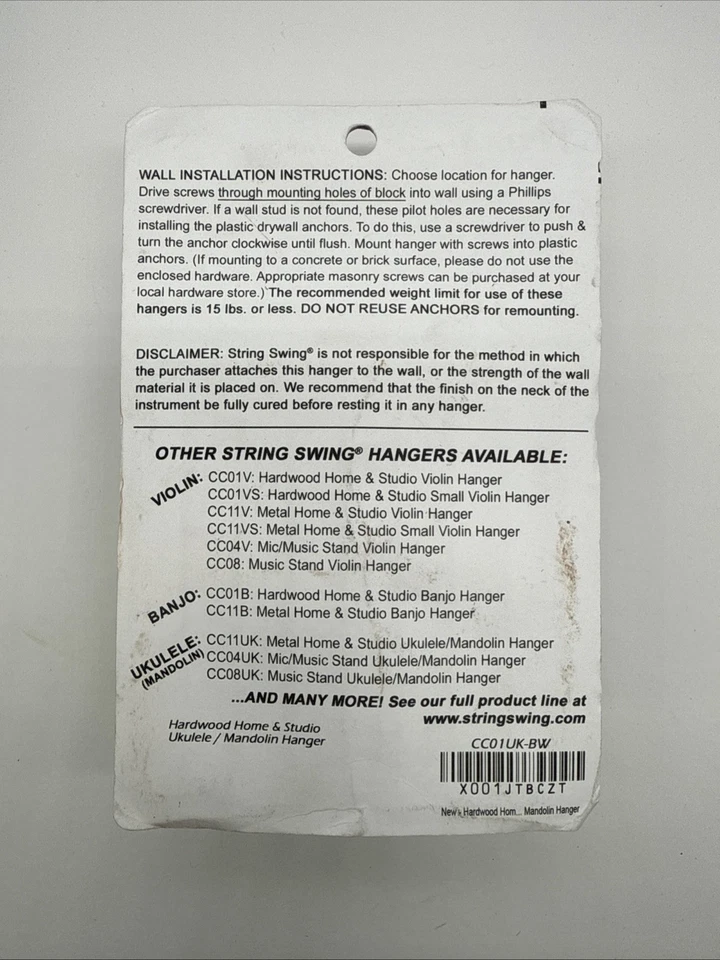 WALL INSTALLATION INSTRUCTIONS: Choose location for hanger.
Drive screws through mounting holes of block into wall using a Phillips
screwdriver. If a wall stud is not found, these pilot holes are necessary for
installing the plastic drywall anchors. To do this, use a screwdriver to push &
turn the anchor clockwise until flush. Mount hanger with screws into plastic
anchors. (If mounting to a concrete or brick surface, please do not use the
enclosed hardware. Appropriate masonry screws can be purchased at your
local hardware store.) The recommended weight limit for use of these
hangers is 15 lbs. or less. DO NOT REUSE ANCHORS for remounting.
DISCLAIMER: String Swing® is not responsible for the method in which
the purchaser attaches this hanger to the wall, or the strength of the wall
material it is placed on. We recommend that the finish on the neck of the
instrument be fully cured before resting it in any hanger.
OTHER STRING SWING® HANGERS AVAILABLE:
VIOLIN: CC01V: Hardwood Home & Studio Violin Hanger
CC01VS: Hardwood Home & Studio Small Violin Hanger
CC11V: Metal Home & Studio Violin Hanger
CC11VS: Metal Home & Studio Small Violin Hanger
CC04V: Mic/Music Stand Violin Hanger
CC08: Music Stand Violin Hanger
BANJO: CC01B: Hardwood Home & Studio Banjo Hanger
CC11B: Metal Home & Studio Banjo Hanger
UKULELE: CC11UK: Metal Home & Studio Ukulele/Mandolin Hanger
(MANDOLIN) CC04UK: Mic/Music Stand Ukulele/Mandolin Hanger
CC08UK: Music Stand Ukulele/Mandolin Hanger
...AND MANY MORE! See our full product line at
www.stringswing.com
Hardwood Home & Studio
Ukulele / Mandolin Hanger
CC01UK-BW
X001JTBCZT
New Hardwood Hom... Mandolin Hanger